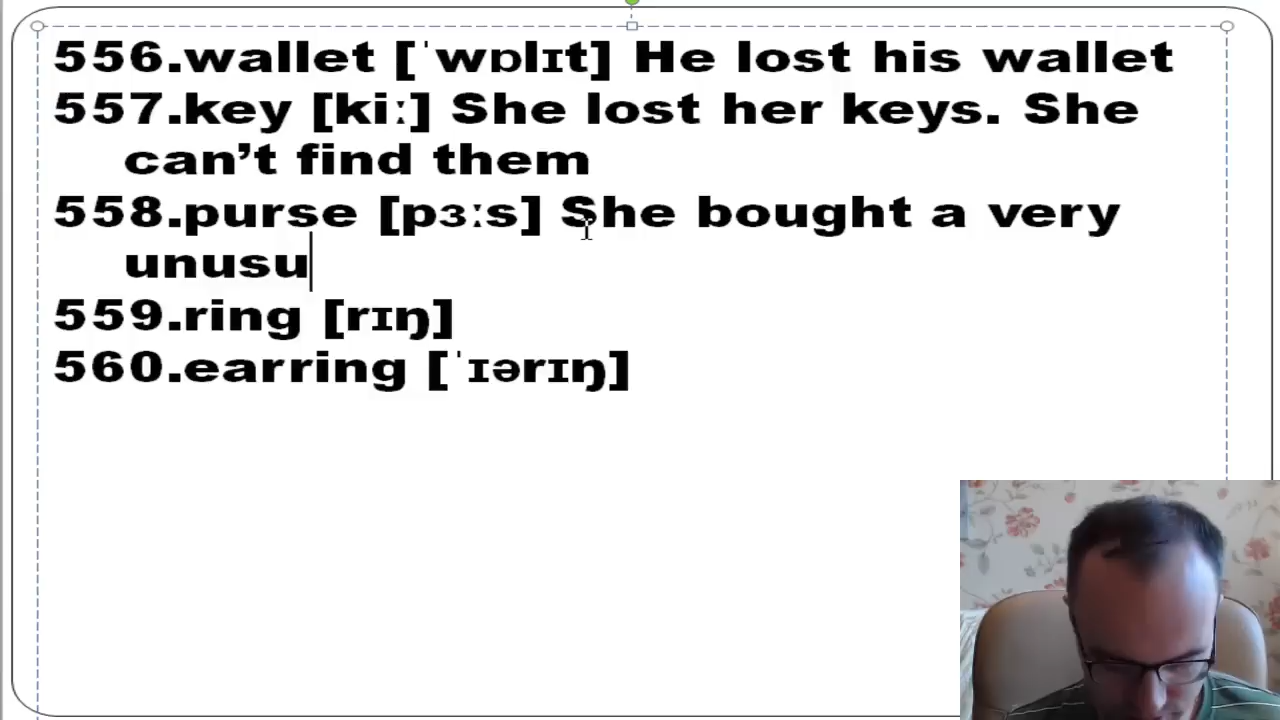 556.wallet [ˈwɒlɪt] He lost his wallet
557.key [kiː] She lost her keys. She
can’t find them
558.purse [pɜːs] She bought a very
unusu
559.ring [rɪŋ]
560.earring [ˈɪərɪŋ]